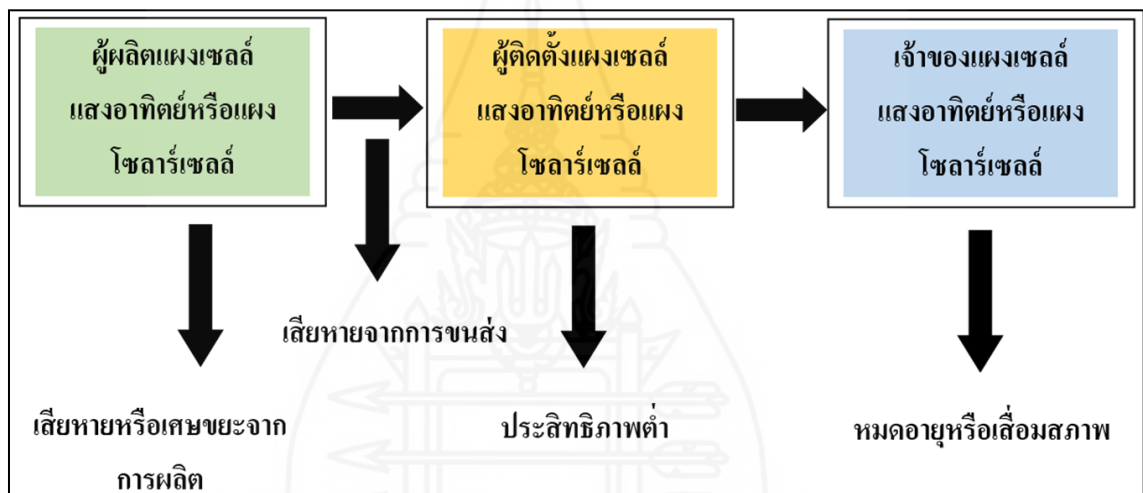 ผู้ผลิตแผงเซลล์
แสงอาทิตย์หรือแผง
โซลาร์เซลล์
ผู้ติดตั้งแผงเซลล์
แสงอาทิตย์หรือแผง
โซลาร์เซลล์
เจ้าของแผงเซลล์
แสงอาทิตย์หรือแผง
โซลาร์เซลล์
เสียหายจากการขนส่ง
เสียหายหรือเศษขยะจาก
การผลิต
ประสิทธิภาพต่ำ
หมดอายุหรือเสื่อมสภาพ